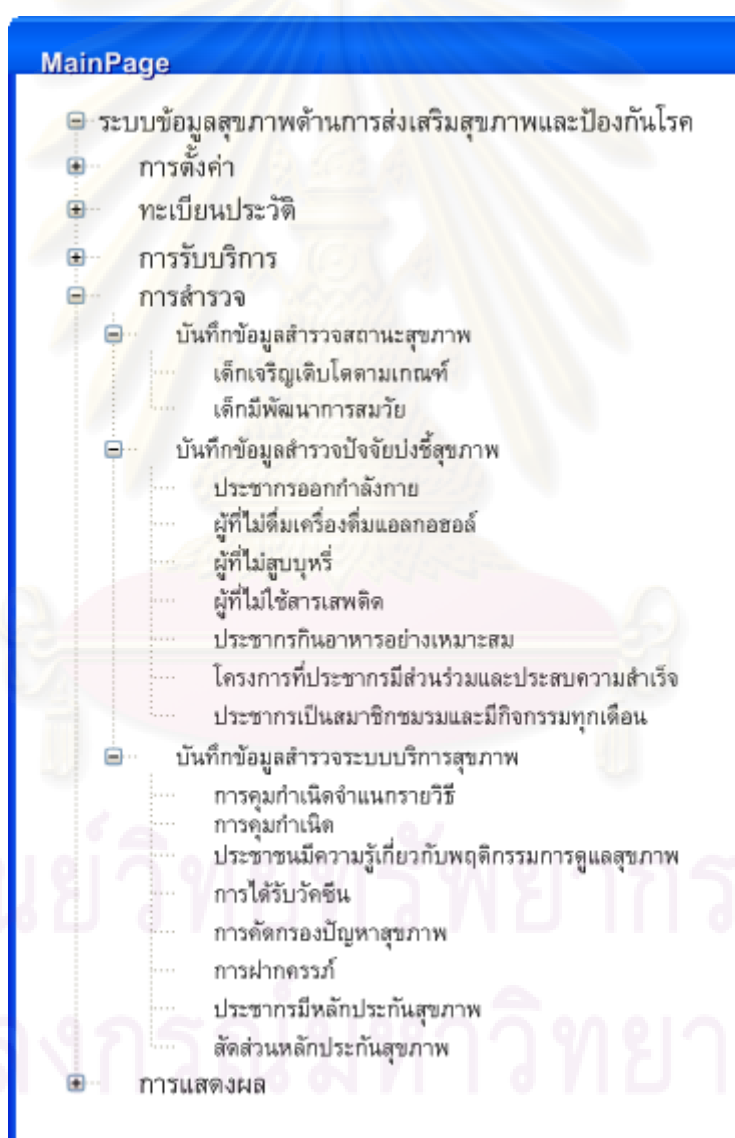 MainPage
ระบบข้อมูลสุขภาพด้านการส่งเสริมสุขภาพและป้องกันโรค
การตั้งค่า
ทะเบียนประวัติ
การรับบริการ
การสำรวจ
บันทึกข้อมูลสำรวจสถานะสุขภาพ
เด็กเจริญเติบโตตามเกณฑ์
เด็กมีพัฒนาการสมวัย
บันทึกข้อมูลสำรวจปัจจัยบ่งชี้สุขภาพ
ประชากรออกกำลังกาย
ผู้ที่ไม่ดื่มเครื่องดื่มแอลกอฮอล์
ผู้ที่ไม่สูบบุหรี่
ผู้ที่ไม่ใช้สารเสพติด
ประชากรกินอาหารอย่างเหมาะสม
โครงการที่ประชากรมีส่วนร่วมและประสบความสำเร็จ
ประชากรเป็นสมาชิกชมรมและมีกิจกรรมทุกเดือน
บันทึกข้อมูลสำรวจระบบบริการสุขภาพ
การคุมกำเนิดจำแนกรายวิธี
การคุมกำเนิด
ประชาชนมีความรู้เกี่ยวกับพฤติกรรมการดูแลสุขภาพ
การได้รับวัคซีน
การคัดกรองปัญหาสุขภาพ
การฝากครรภ์
ประชากรมีหลักประกันสุขภาพ
สัดส่วนหลักประกันสุขภาพ
การแสดงผล